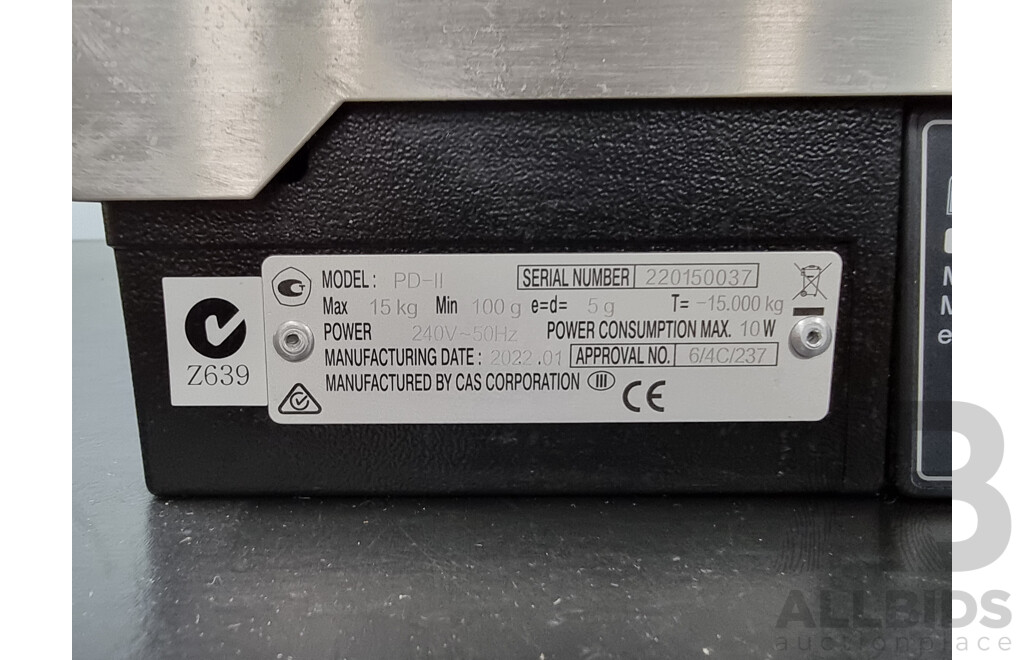 MODEL: PD-II SERIAL NUMBER 220150037
Max 15 kg Min 100 g e=d= 5 g T= -15.000 kg
POWER 240V~50Hz POWER CONSUMPTION MAX. 10 W
MANUFACTURING DATE: 2022.01 APPROVAL NO. 6/4C/237
MANUFACTURED BY CAS CORPORATION III
CE
Z639
M
M
e
B
ALLBIDS
auctionplace